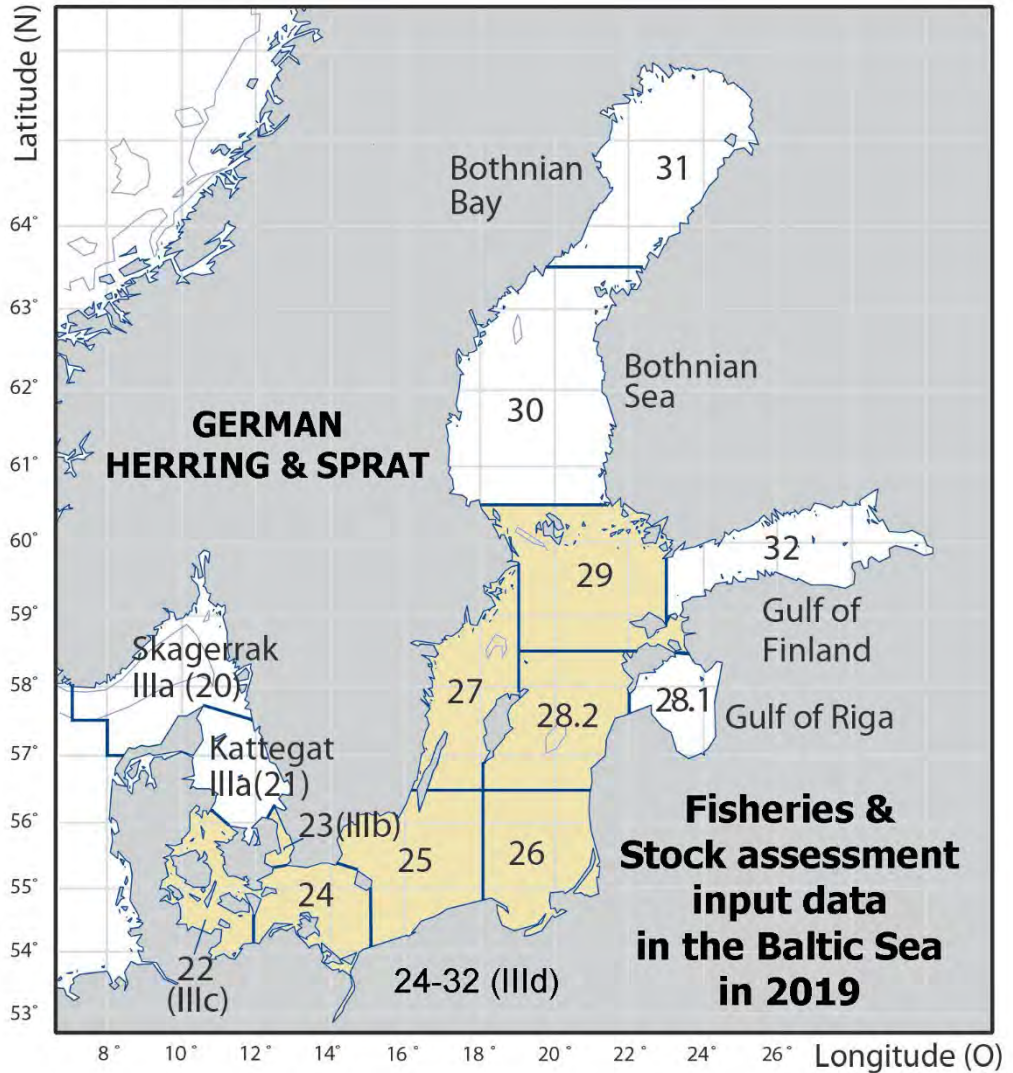 Latitude (N)
64°
63°
62°
61°
60°
59°
58°
57°
56°
55°
54°
53°
Bothnian
Bay
31
Bothnian
Sea
30
GERMAN
HERRING & SPRAT
32
29
Gulf of
Finland
Skagerrak
IIIa (20)
27
28.2
28.1
Gulf of Riga
Kattegat
IIIa(21)
23(IIIb)
25
26
24
22
(IIIc)
24-32 (IIId)
Fisheries &
Stock assessment
input data
in the Baltic Sea
in 2019
8° 10° 12° 14° 16° 18° 20° 22° 24° 26° Longitude (O)